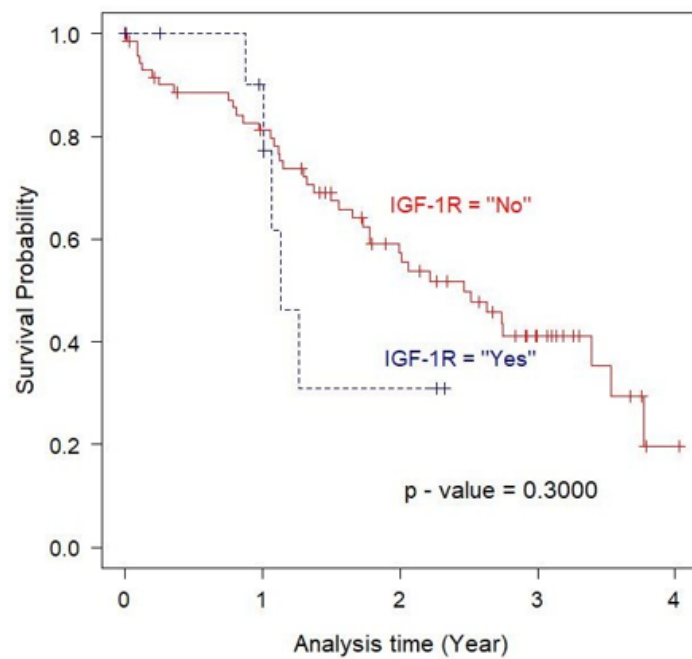 1.0
0.8
0.6
0.4
0.2
0.0
Survival Probability
IGF-1R = "No"
IGF-1R = "Yes"
p - value = 0.3000
0 1 2 3 4
Analysis time (Year)